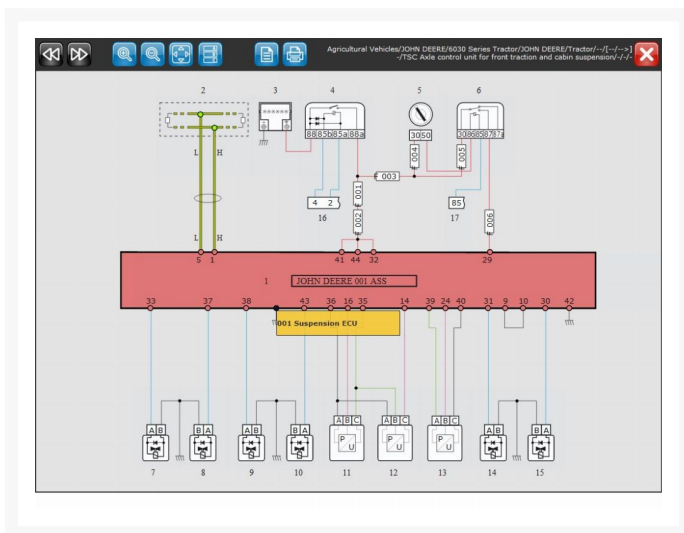 Agricultural Vehicles/JOHN DEERE/6030 Series Tractor/JOHN DEERE/Tractor/--/[--/-->]
-/TSC Axle control unit for front traction and cabin suspension/-/-/-
2 3 4 5 6
88 85b 85a 88a
30 50
30 86 85 87 87a
L H
004
005
003
001
002
006
4 2
16
85
17
L H
5 1 41 44 32 29
1 JOHN DEERE 001 ASS
33 37 38 43 36 16 35 14 39 24 40 31 9 10 30 42
001 Suspension ECU
A B B A A B B A A B C A B C A B C A B B A
P U P U P U
7 8 9 10 11 12 13 14 15